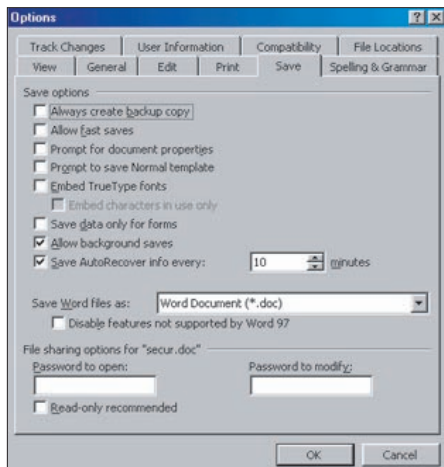 Options
Track Changes User Information Compatibility File Locations
View General Edit Print Save Spelling & Grammar
Save options
Always create backup copy
Allow fast saves
Prompt for document properties
Prompt to save Normal template
Embed TrueType fonts
Embed characters in use only
Save data only for forms
Allow background saves
Save AutoRecover info every: 10 minutes
Save Word files as: Word Document (*.doc)
Disable features not supported by Word 97
File sharing options for "secur.doc"
Password to open: Password to modify:
Read-only recommended
OK Cancel